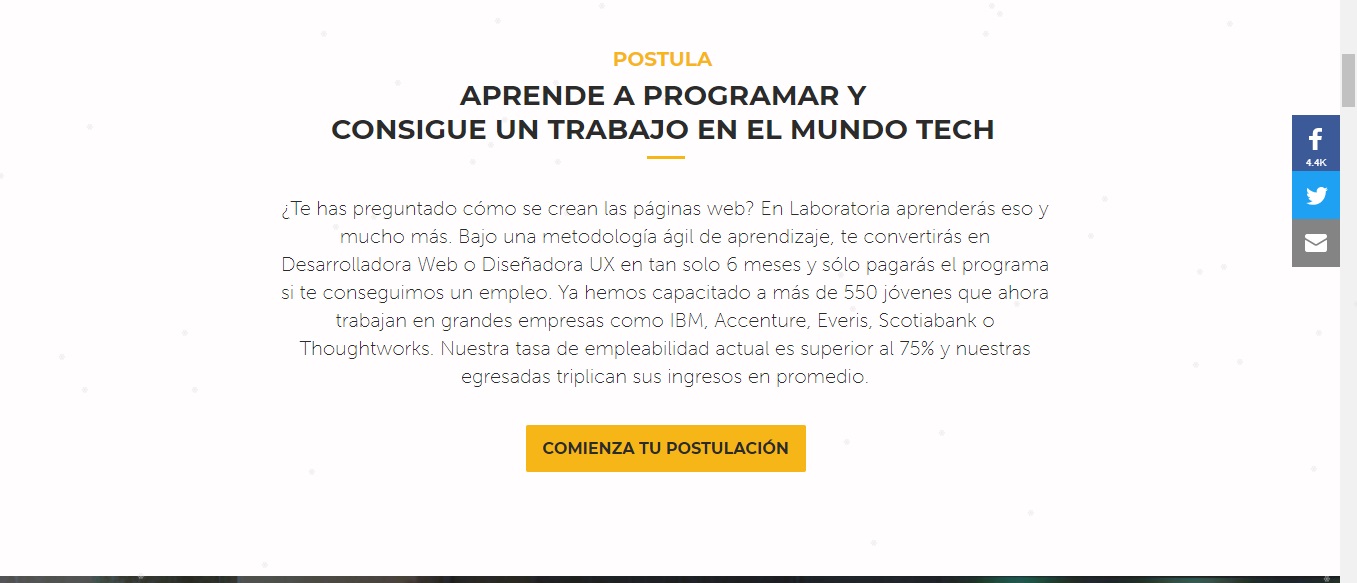 POSTULA
APRENDE A PROGRAMAR Y
CONSIGUE UN TRABAJO EN EL MUNDO TECH
¿Te has preguntado cómo se crean las páginas web? En Laboratoria aprenderás eso y
mucho más. Bajo una metodología ágil de aprendizaje, te convertirás en
Desarrolladora Web o Diseñadora UX en tan solo 6 meses y sólo pagarás el programa
si te conseguimos un empleo. Ya hemos capacitado a más de 550 jóvenes que ahora
trabajan en grandes empresas como IBM, Accenture, Everis, Scotiabank o
Thoughtworks. Nuestra tasa de empleabilidad actual es superior al 75% y nuestras
egresadas triplican sus ingresos en promedio.
COMIENZA TU POSTULACIÓN
4.4K